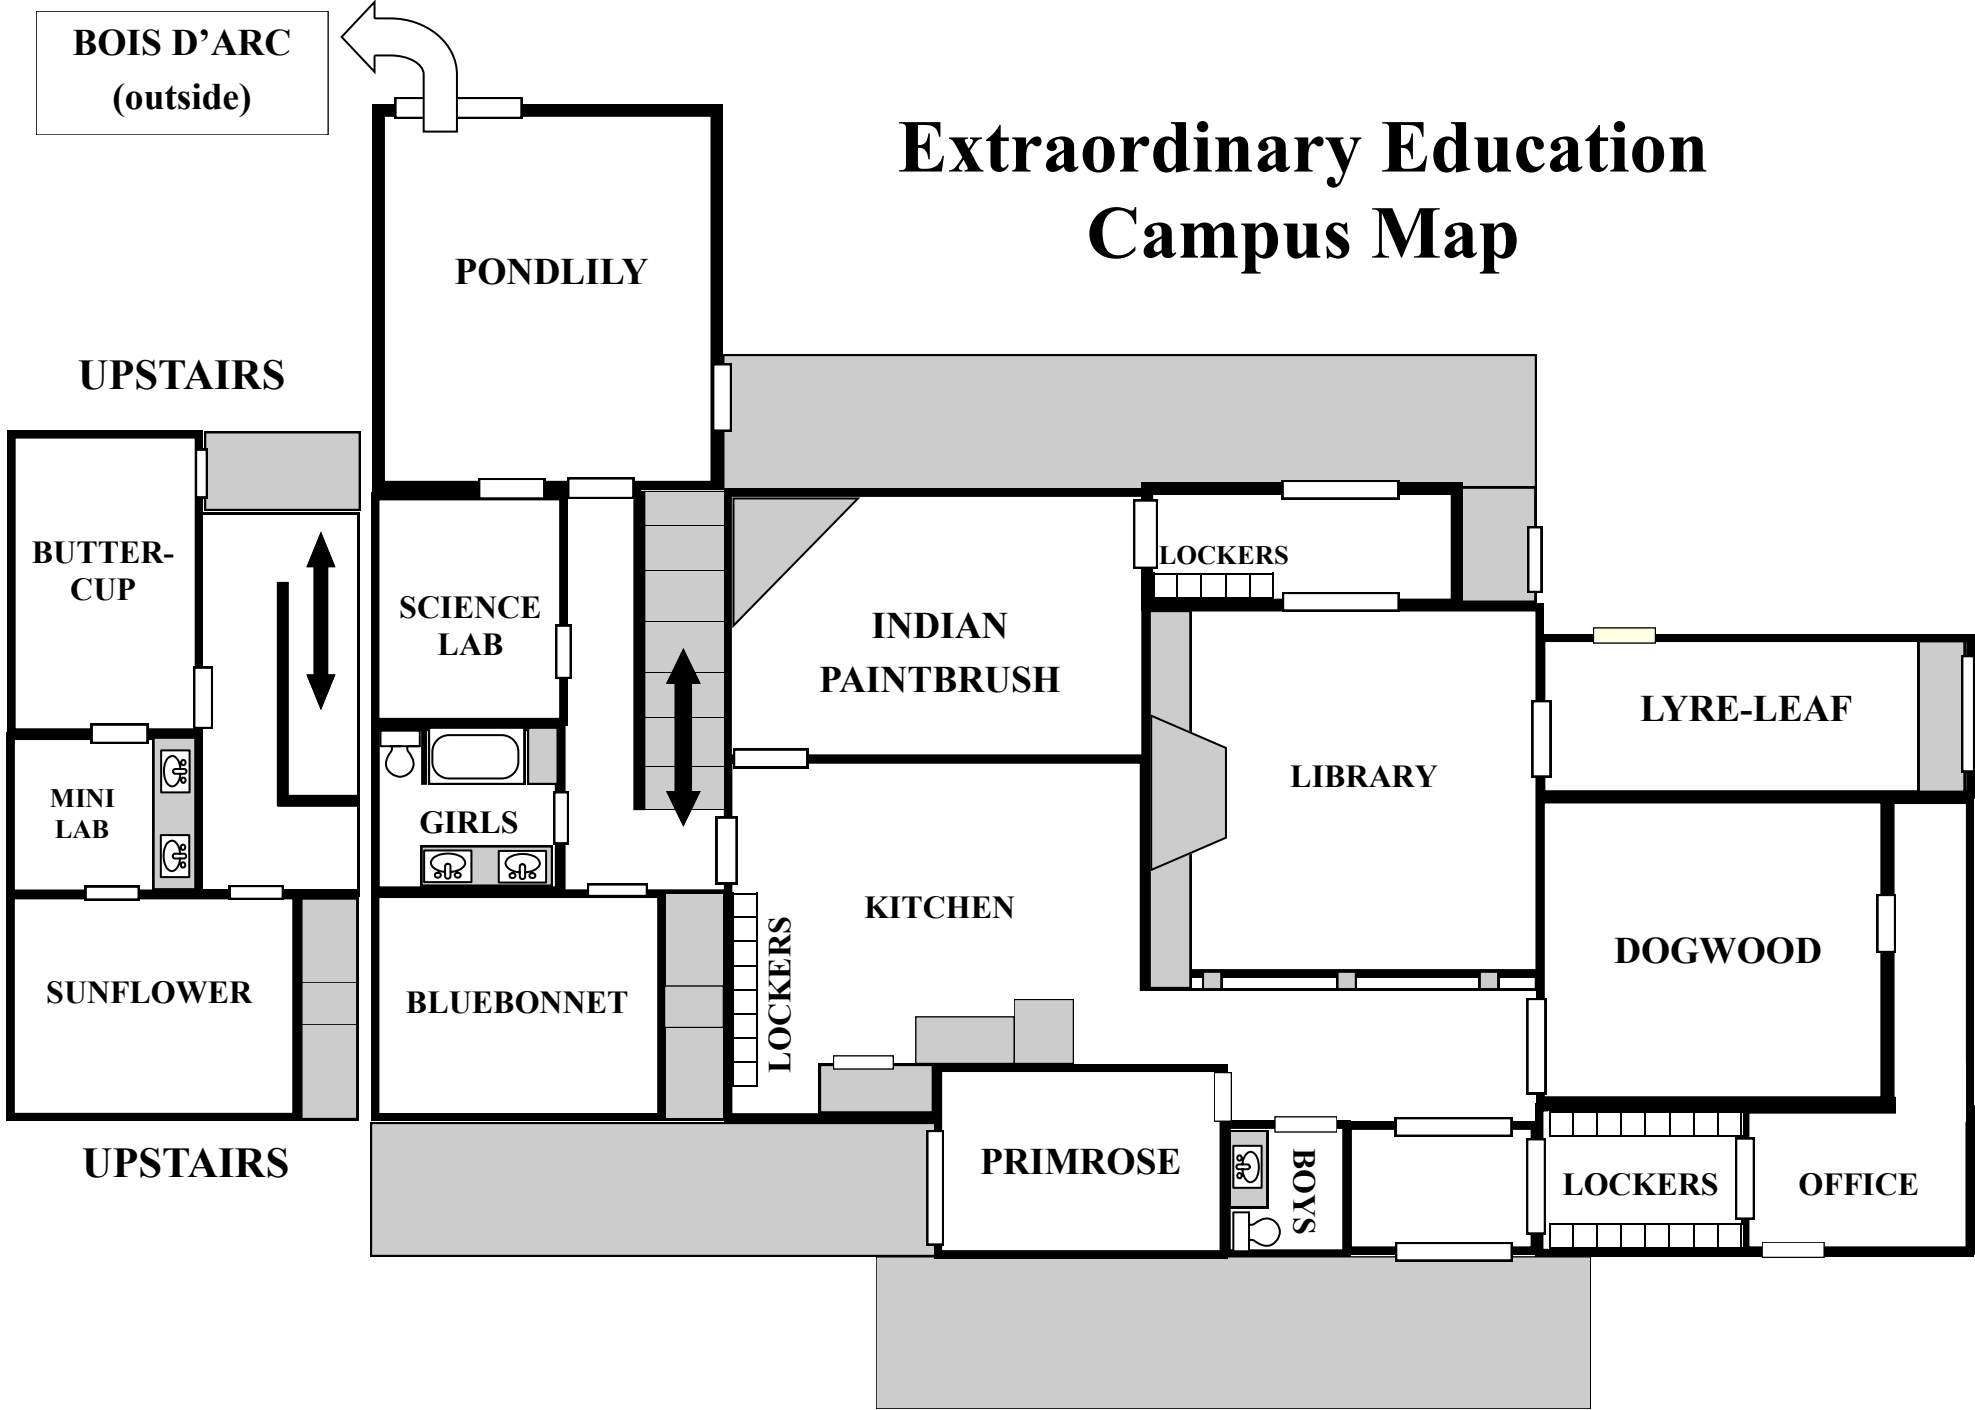 BOIS D’ARC
(outside)
Extraordinary Education
Campus Map
PONDLILY
UPSTAIRS
BUTTER-
CUP
SCIENCE
LAB
LOCKERS
INDIAN
PAINTBRUSH
LYRE-LEAF
LIBRARY
MINI
LAB
GIRLS
KITCHEN
DOGWOOD
SUNFLOWER
BLUEBONNET
LOCKERS
UPSTAIRS
PRIMROSE
BOYS
LOCKERS
OFFICE